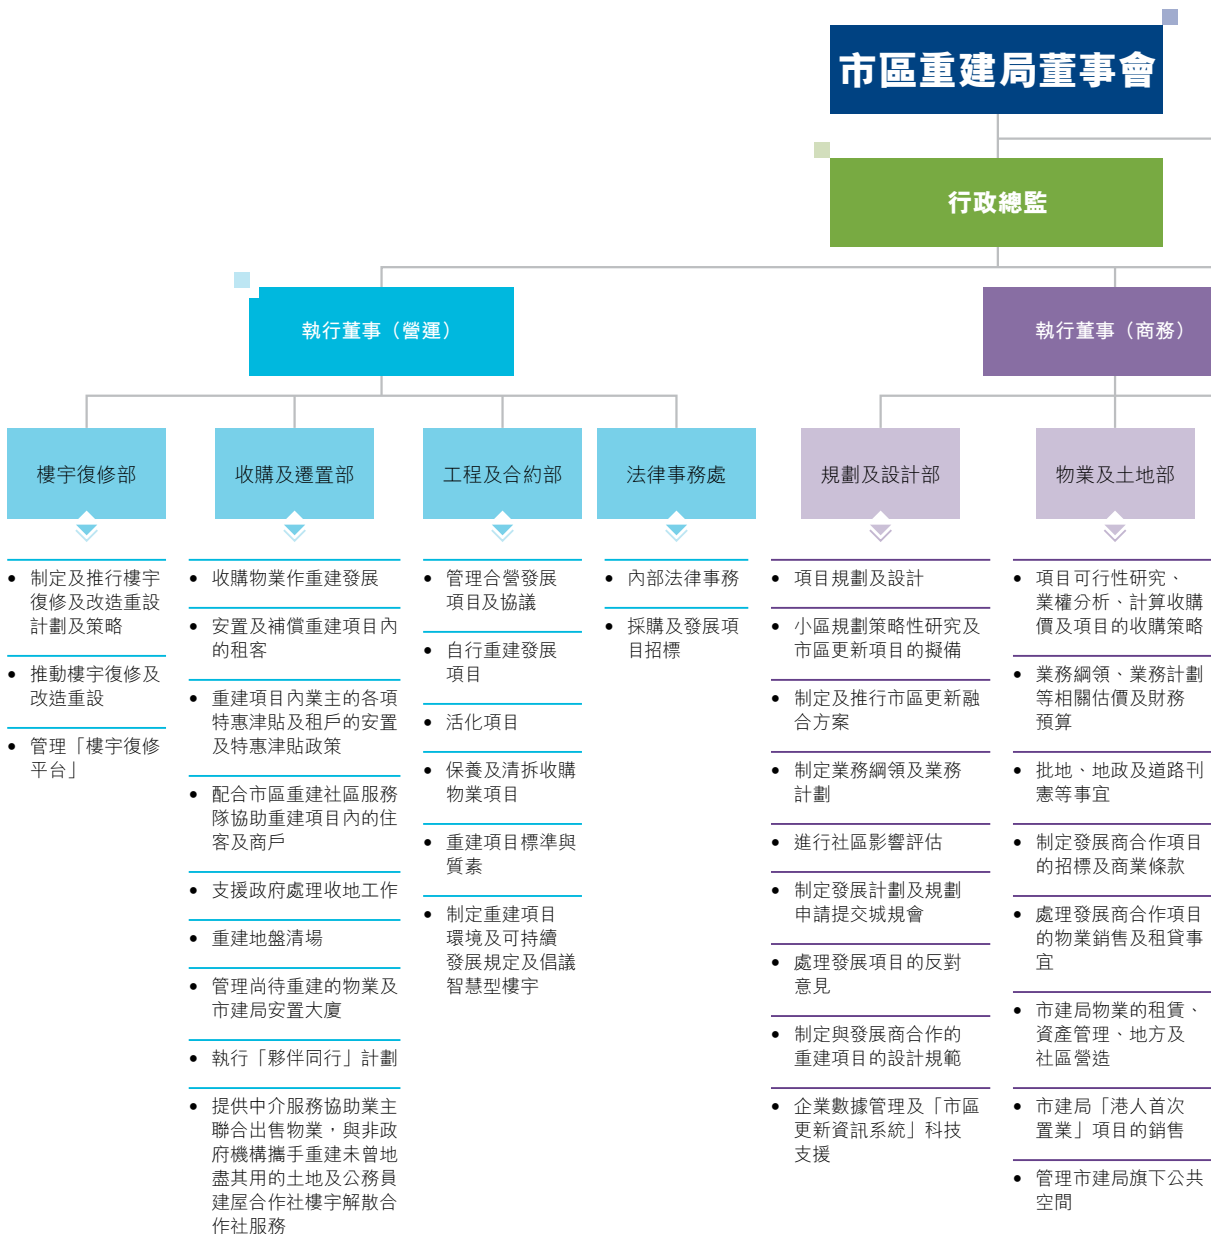 市區重建局董事會
行政總監
執行董事（營運）
執行董事（商務）
樓宇復修部
收購及遷置部
工程及合約部
法律事務處
規劃及設計部
物業及土地部
• 制定及推行樓宇
復修及改造重設
計劃及策略
• 推動樓宇復修及
改造重設
• 管理「樓宇復修
平台」
• 收購物業作重建發展
• 安置及補償重建項目內
的租客
• 重建項目內業主的各項
特惠津貼及租戶的安置
及特惠津貼政策
• 配合市區重建社區服務
隊協助重建項目內的住
客及商戶
• 支援政府處理收地工作
• 重建地盤清場
• 管理尚待重建的物業及
市建局安置大廈
• 執行「夥伴同行」計劃
• 提供中介服務協助業主
聯合出售物業，與非政
府機構攜手重建未曾地
盡其用的土地及公務員
建屋合作社樓宇解散合
作社服務
• 管理合營發展
項目及協議
• 自行重建發展
項目
• 活化項目
• 保養及清拆收購
物業項目
• 重建項目標準與
質素
• 制定重建項目
環境及可持續
發展規定及倡議
智慧型樓宇
• 內部法律事務
• 採購及發展項
目招標
• 項目規劃及設計
• 小區規劃策略性研究及
市區更新項目的擬備
• 制定及推行市區更新融
合方案
• 制定業務綱領及業務
計劃
• 進行社區影響評估
• 制定發展計劃及規劃
申請提交城規會
• 處理發展項目的反對
意見
• 制定與發展商合作的
重建項目的設計規範
• 企業數據管理及「市區
更新資訊系統」科技
支援
• 項目可行性研究、
業權分析、計算收購
價及項目的收購策略
• 業務綱領、業務計劃
等相關估價及財務
預算
• 批地、地政及道路刊
憲等事宜
• 制定發展商合作項目
的招標及商業條款
• 處理發展商合作項目
的物業銷售及租貸事
宜
• 市建局物業的租賃、
資產管理、地方及
社區營造
• 市建局「港人首次
置業」項目的銷售
• 管理市建局旗下公共
空間